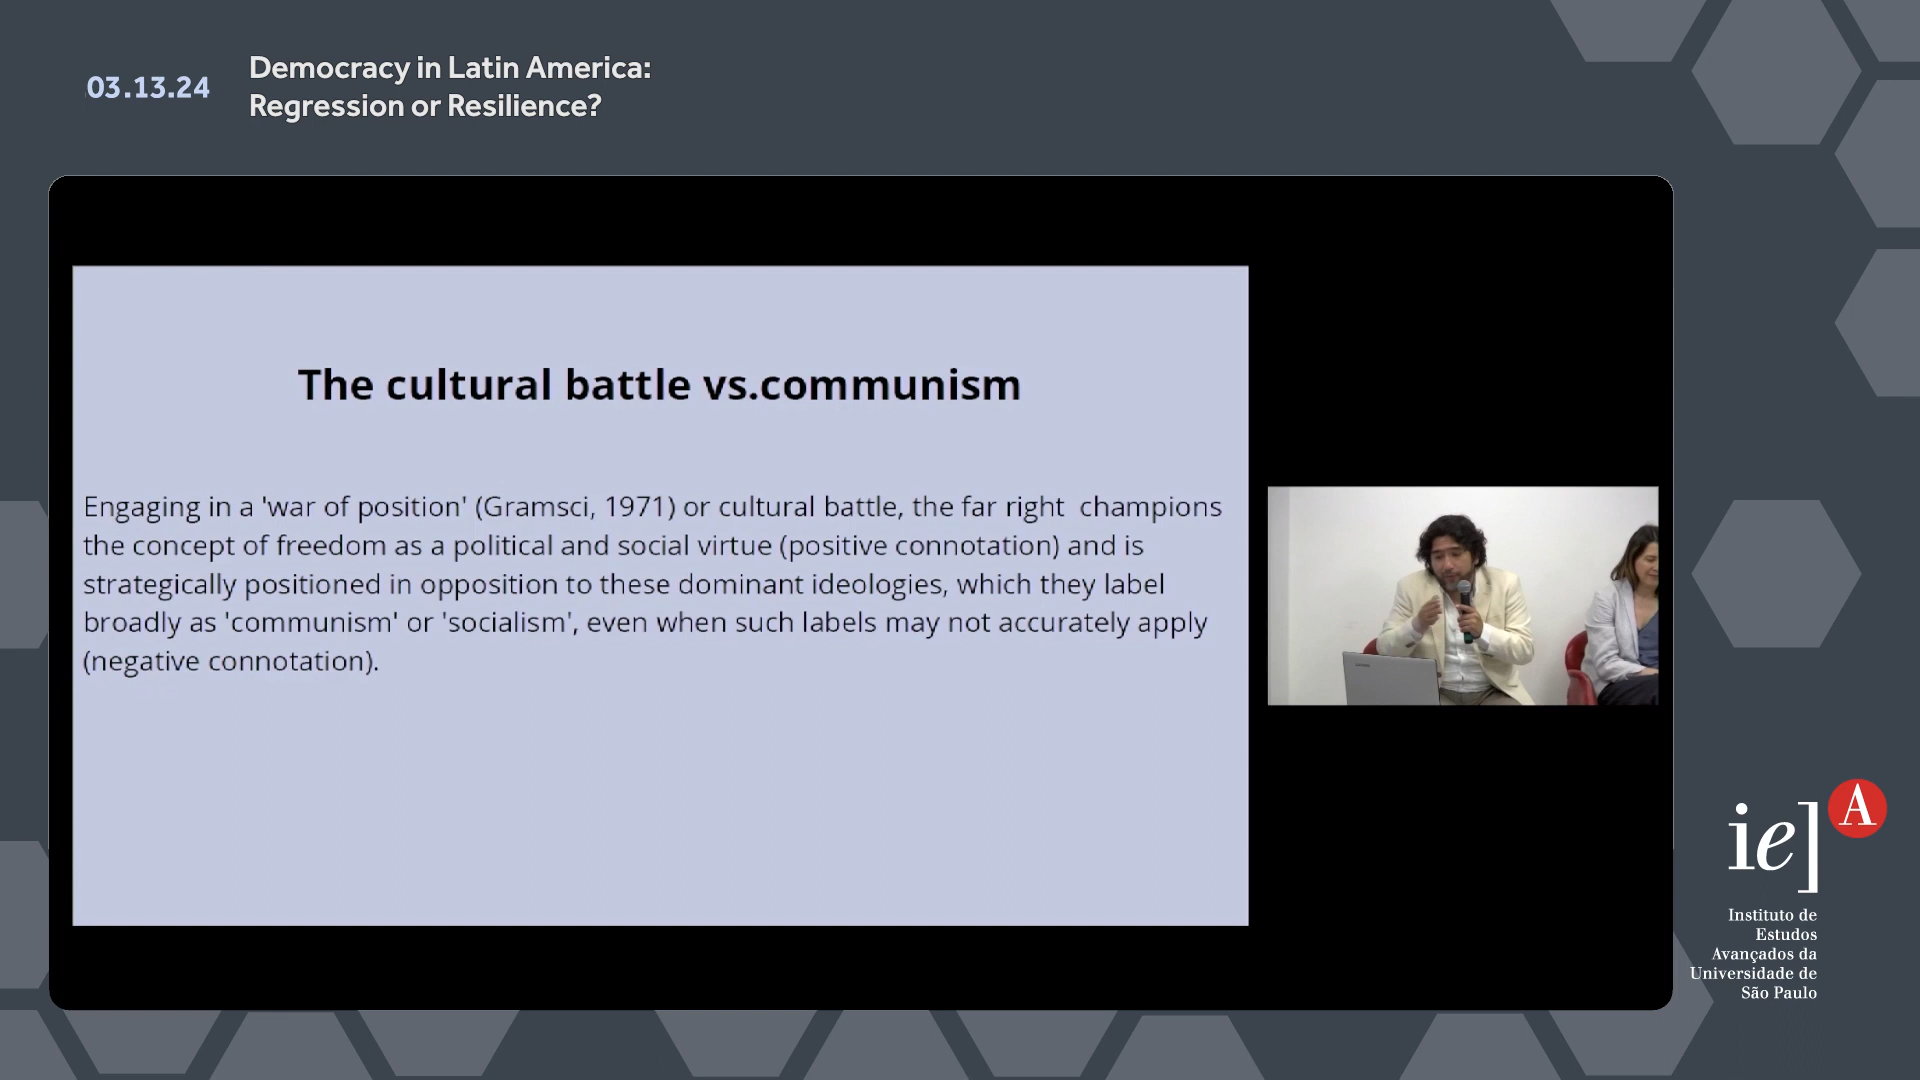 03.13.24
Democracy in Latin America:
Regression or Resilience?
The cultural battle vs.communism
Engaging in a 'war of position' (Gramsci, 1971) or cultural battle, the far right  champions
the concept of freedom as a political and social virtue (positive connotation) and is
strategically positioned in opposition to these dominant ideologies, which they label
broadly as 'communism' or 'socialism', even when such labels may not accurately apply
(negative connotation).
ie] A
Instituto de
Estudos
Avançados da
Universidade de
São Paulo